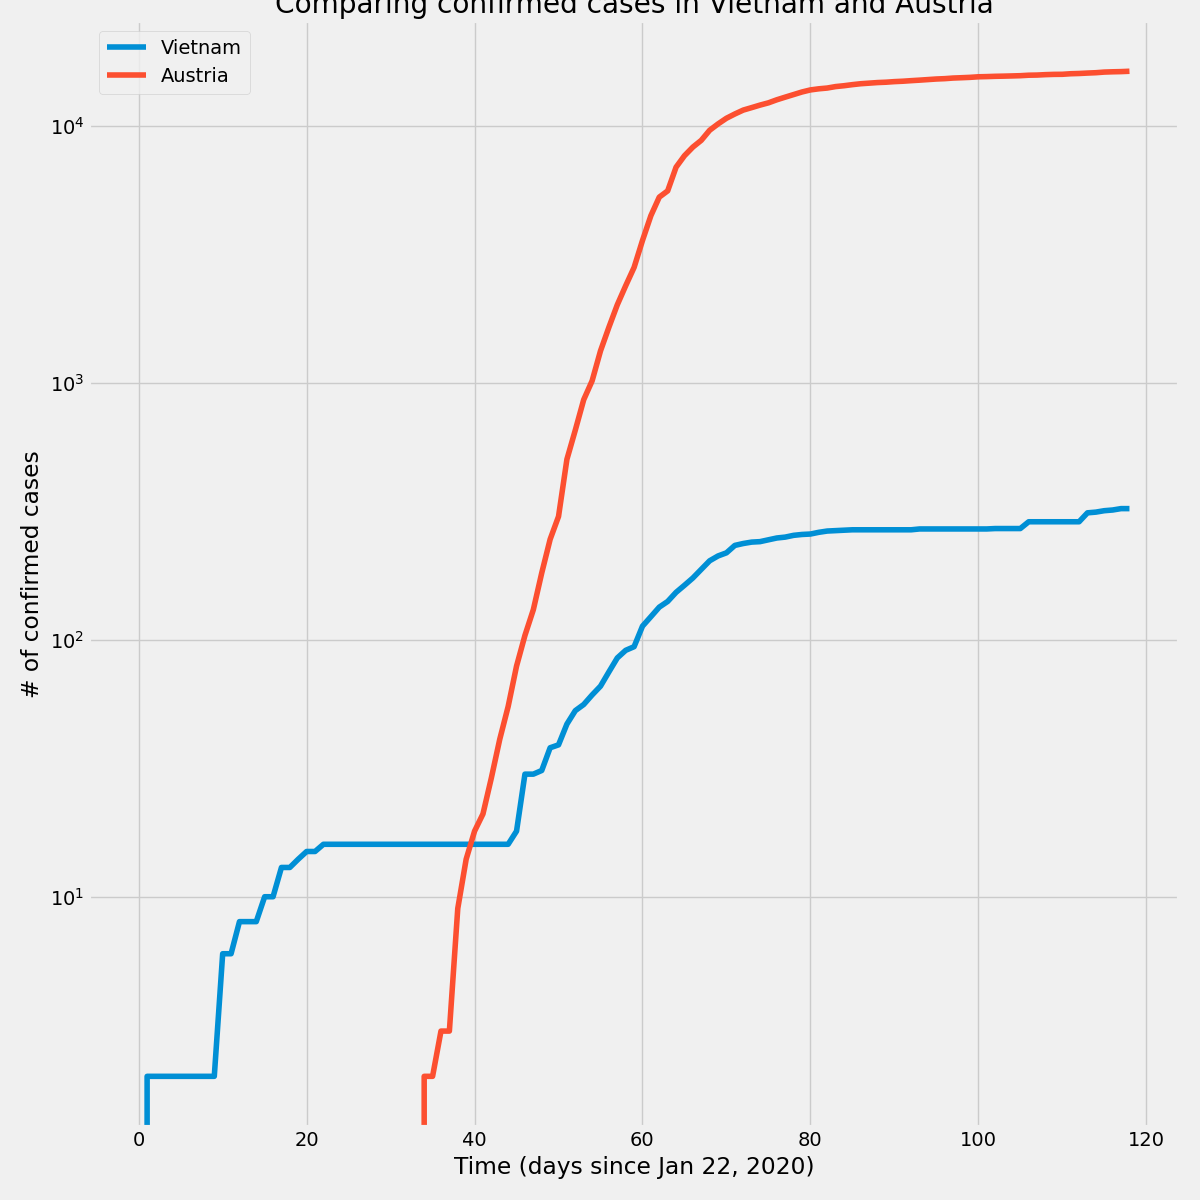 Comparing confirmed cases in Vietnam and Austria
Vietnam
Austria
10⁴
10³
10²
10¹
# of confirmed cases
0 20 40 60 80 100 120
Time (days since Jan 22, 2020)